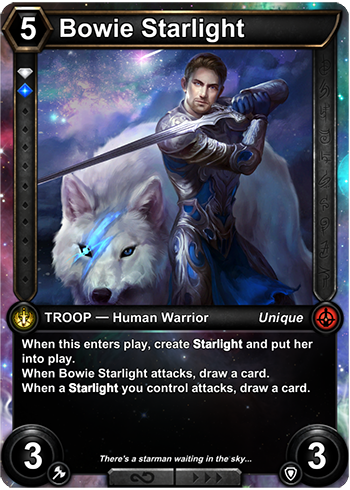 5 Bowie Starlight
TROOP — Human Warrior Unique
When this enters play, create Starlight and put her
into play.
When Bowie Starlight attacks, draw a card.
When a Starlight you control attacks, draw a card.
3 3
There's a starman waiting in the sky...